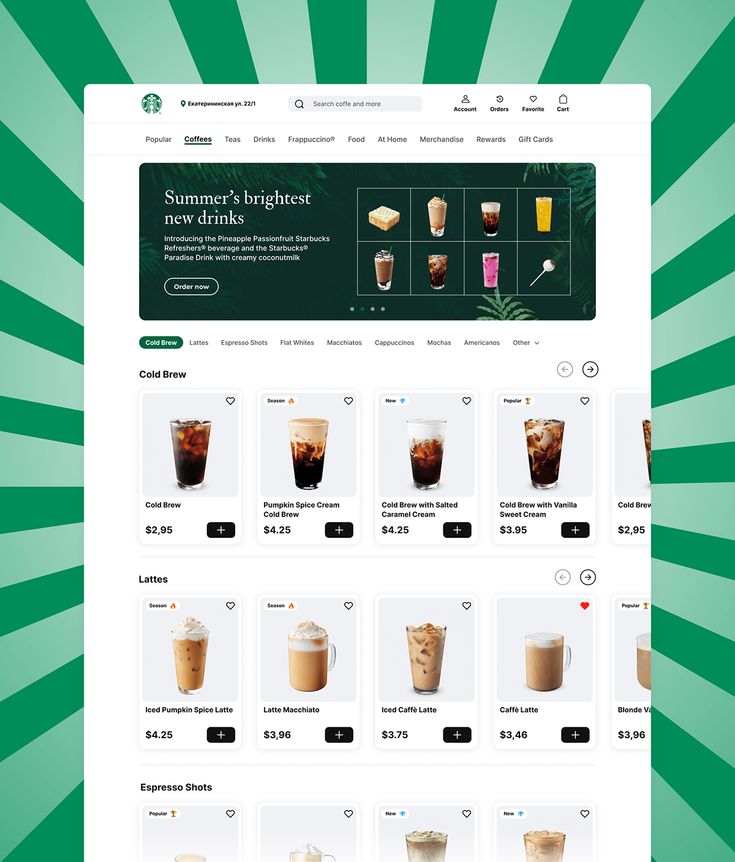 Екатерининская ул. 22/1
Search coffe and more
Account
Orders
Favorite
Cart
Popular
Coffees
Teas
Drinks
Frappuccino®
Food
At Home
Merchandise
Rewards
Gift Cards
Summer's brightest
new drinks
Introducing the Pineapple Passionfruit Starbucks
Refreshers® beverage and the Starbucks®
Paradise Drink with creamy coconutmilk
Order now
Cold Brew
Lattes
Espresso Shots
Flat Whites
Macchiatos
Cappuccinos
Mochas
Americanos
Other
Cold Brew
Cold Brew
$2,95
Season
Pumpkin Spice Cream
Cold Brew
$4.25
New
Cold Brew with Salted
Caramel Cream
$4.25
Popular
Cold Brew with Vanilla
Sweet Cream
$3.95
Cold Brew
$2,95
Lattes
Season
Iced Pumpkin Spice Latte
$4.25
Season
Latte Macchiato
$3,96
Iced Caffè Latte
$3.75
Caffè Latte
$3,46
Popular
Blonde Va
$3,96
Espresso Shots
Popular
New
New